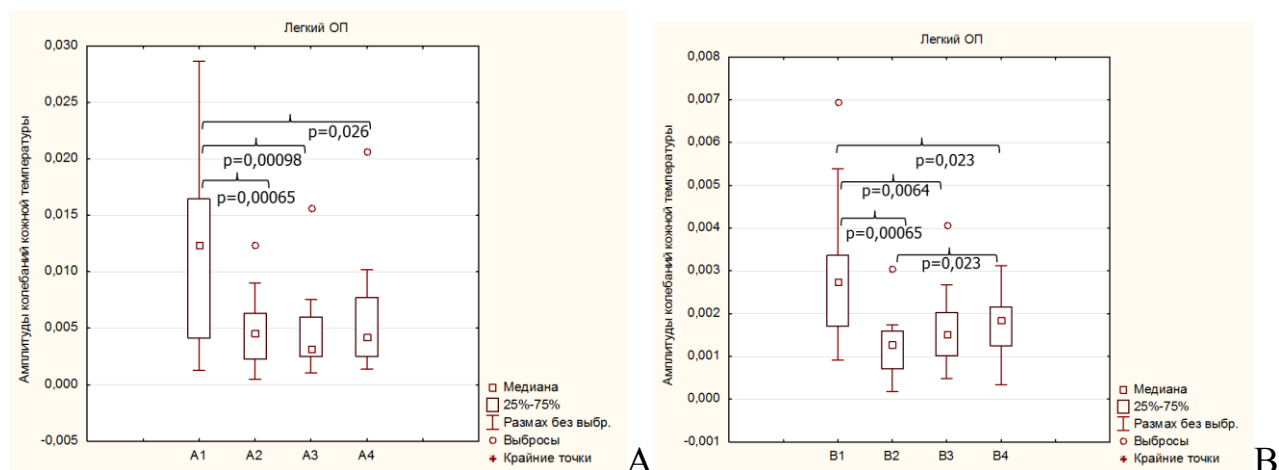 Легкий ОП
Амплитуды колебаний кожной температуры
0,030
0,025
0,020
0,015
0,010
0,005
0,000
-0,005
p=0,026
p=0,00098
p=0,00065
A1 A2 A3 A4
Медиана
25%-75%
Размах без выбр.
Выбросы
Крайние точки
А
Легкий ОП
Амплитуды колебаний кожной температуры
0,008
0,007
0,006
0,005
0,004
0,003
0,002
0,001
0,000
-0,001
p=0,023
p=0,0064
p=0,00065
p=0,023
B1 B2 B3 B4
Медиана
25%-75%
Размах без выбр.
Выбросы
Крайние точки
В